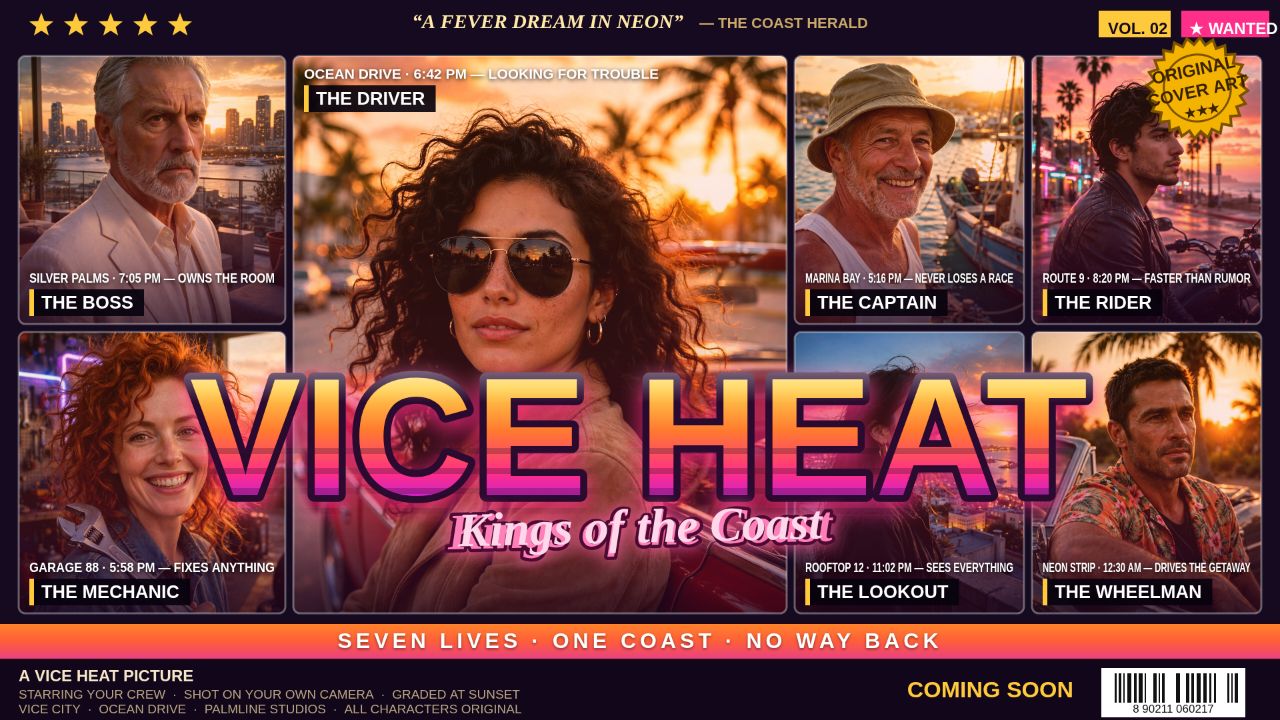 “A FEVER DREAM IN NEON” — THE COAST HERALD
VOL. 02
★ WANTED
ORIGINAL
COVER ART
★★★
OCEAN DRIVE · 6:42 PM — LOOKING FOR TROUBLE
THE DRIVER
SILVER PALMS · 7:05 PM — OWNS THE ROOM
THE BOSS
MARINA BAY · 5:16 PM — NEVER LOSES A RACE
THE CAPTAIN
ROUTE 9 · 8:20 PM — FASTER THAN RUMOR
THE RIDER
VICE HEAT
Kings of the Coast
GARAGE 88 · 5:58 PM — FIXES ANYTHING
THE MECHANIC
ROOFTOP 12 · 11:02 PM — SEES EVERYTHING
THE LOOKOUT
NEON STRIP · 12:30 AM — DRIVES THE GETAWAY
THE WHEELMAN
SEVEN LIVES · ONE COAST · NO WAY BACK
A VICE HEAT PICTURE
STARRING YOUR CREW · SHOT ON YOUR OWN CAMERA · GRADED AT SUNSET
VICE CITY · OCEAN DRIVE · PALMLINE STUDIOS · ALL CHARACTERS ORIGINAL
COMING SOON
8 90211 060217